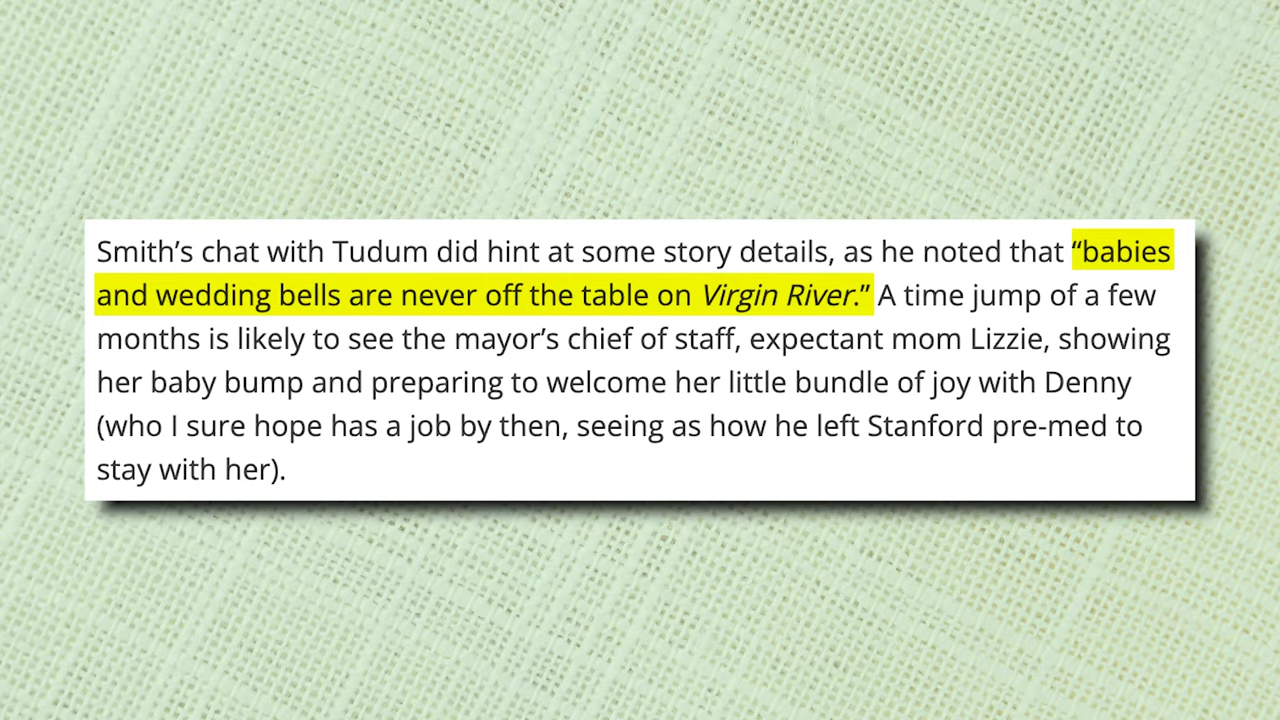 Smith’s chat with Tudum did hint at some story details, as he noted that “babies
and wedding bells are never off the table on Virgin River.” A time jump of a few
months is likely to see the mayor’s chief of staff, expectant mom Lizzie, showing
her baby bump and preparing to welcome her little bundle of joy with Denny
(who I sure hope has a job by then, seeing as how he left Stanford pre-med to
stay with her).